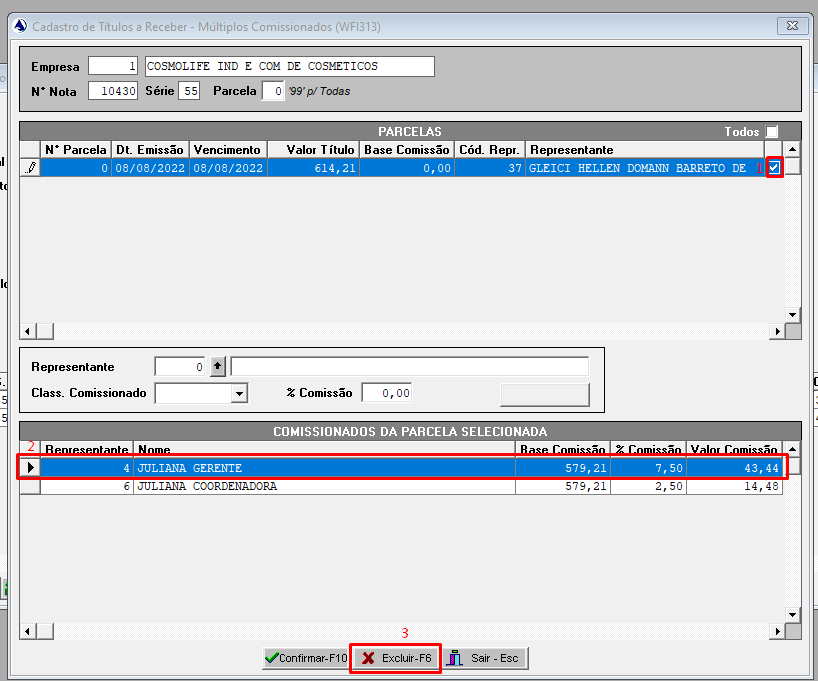 Cadastro de Títulos a Receber - Múltiplos Comissionados (WFI313)
Empresa 1 COSMOLIFE IND E COM DE COSMETICOS
N° Nota 10430 Série 55 Parcela 0 '99' p/ Todas
PARCELAS Todos
N° Parcela Dt. Emissão Vencimento Valor Título Base Comissão Cód. Repr. Representante
0 08/08/2022 08/08/2022 614,21 0,00 37 GLEICI HELLEN DOMANN BARRETO DE 1
Representante 0
Class. Comissionado % Comissão 0,00
COMISSIONADOS DA PARCELA SELECIONADA
2 Representante Nome Base Comissão % Comissão Valor Comissão
4 JULIANA GERENTE 579,21 7,50 43,44
6 JULIANA COORDENADORA 579,21 2,50 14,48
3
Confirmar-F10 Excluir-F6 Sair - Esc